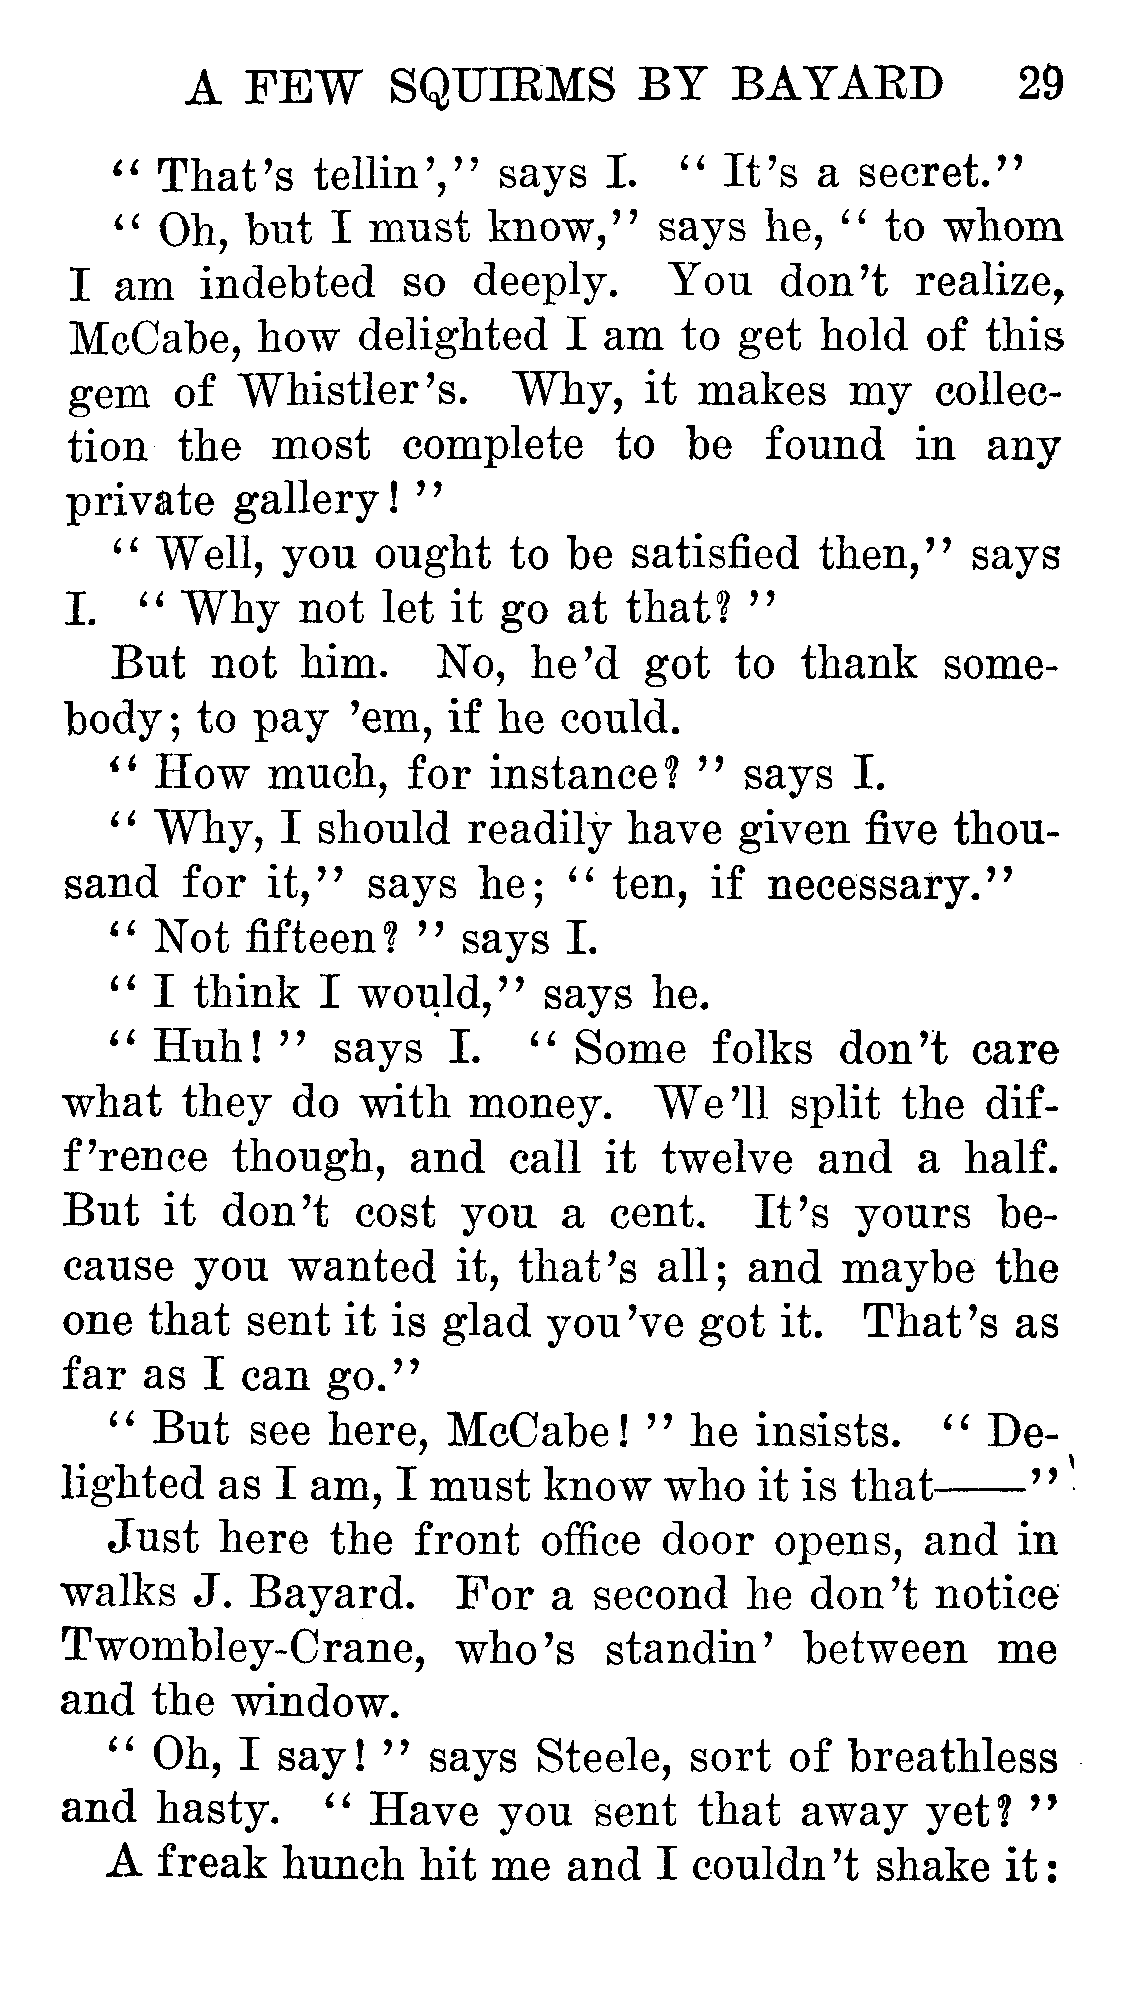 A FEW SQUIRMS BY BAYARD 29
“ That’s tellin’,” says I. “ It’s a secret.”
“ Oh, but I must know,” says he, “ to whom
I am indebted so deeply. You don’t realize,
McCabe, how delighted I am to get hold of this
gem of Whistler’s. Why, it makes my collec-
tion the most complete to be found in any
private gallery! ”
“ Well, you ought to be satisfied then,” says
I. “ Why not let it go at that? ”
But not him. No, he’d got to thank some-
body; to pay ’em, if he could.
“ How much, for instance? ” says I.
“ Why, I should readily have given five thou-
sand for it,” says he; “ ten, if necessary.”
“ Not fifteen? ” says I.
“ I think I would,” says he.
“ Huh! ” says I. “ Some folks don’t care
what they do with money. We’ll split the dif-
f’rence though, and call it twelve and a half.
But it don’t cost you a cent. It’s yours be-
cause you wanted it, that’s all; and maybe the
one that sent it is glad you’ve got it. That’s as
far as I can go.”
“ But see here, McCabe! ” he insists. “ De-
lighted as I am, I must know who it is that——”
Just here the front office door opens, and in
walks J. Bayard. For a second he don’t notice
Twombley-Crane, who’s standin’ between me
and the window.
“ Oh, I say! ” says Steele, sort of breathless
and hasty. “ Have you sent that away yet? ”
A freak hunch hit me and I couldn’t shake it: